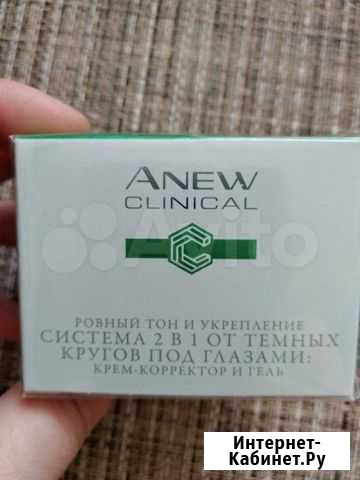 ANEW
CLINICAL
Avito
РОВНЫЙ ТОН И УКРЕПЛЕНИЕ
СИСТЕМА 2 В 1 ОТ ТЕМНЫХ
КРУГОВ ПОД ГЛАЗАМИ:
КРЕМ-КОРРЕКТОР И ГЕЛЬ
Интернет-
Кабинет.Ру